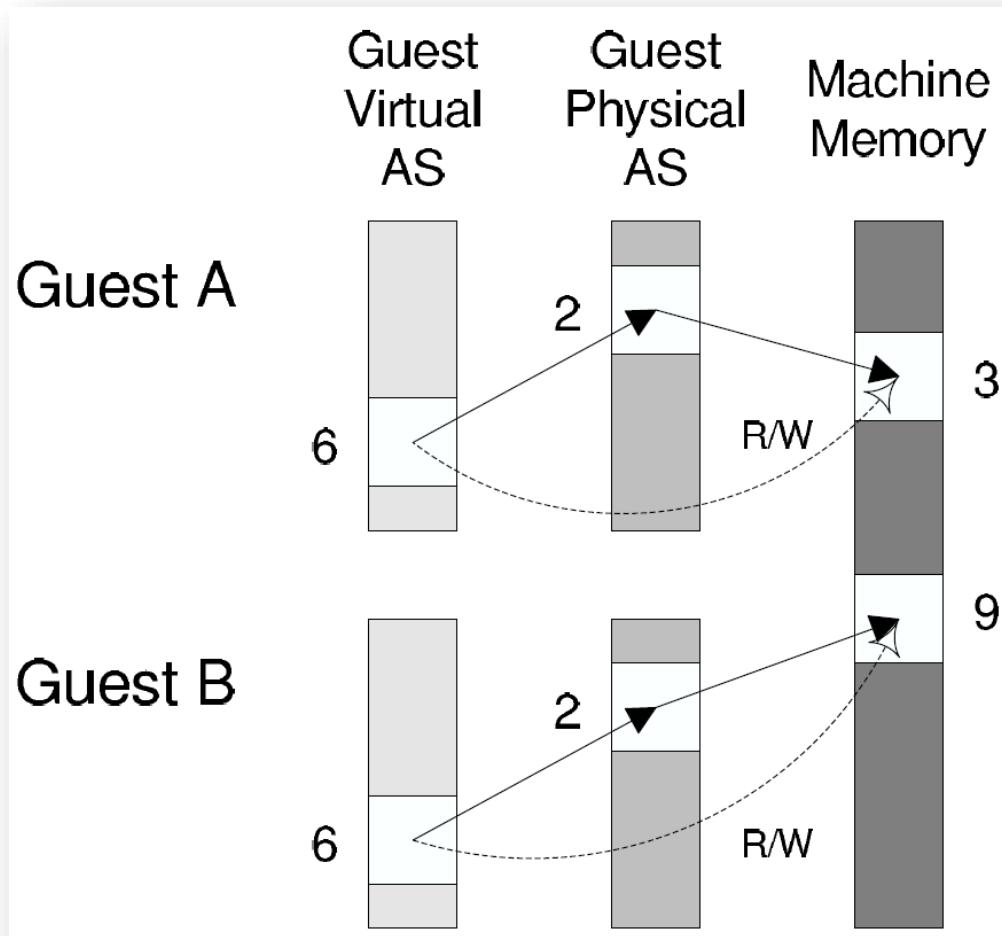 Guest
Virtual
AS
Guest
Physical
AS
Machine
Memory
Guest A
2
3
6
R/W
9
Guest B
2
6
R/W